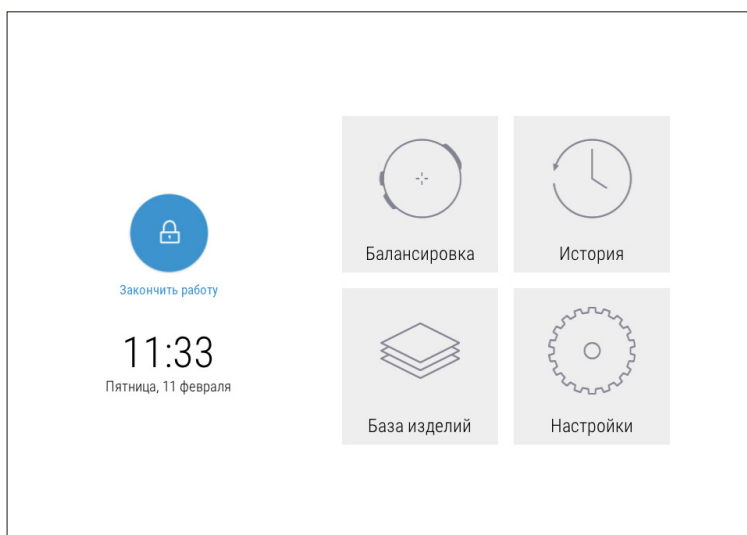 Закончить работу
11:33
Пятница, 11 февраля
Балансировка
История
База изделий
Настройки